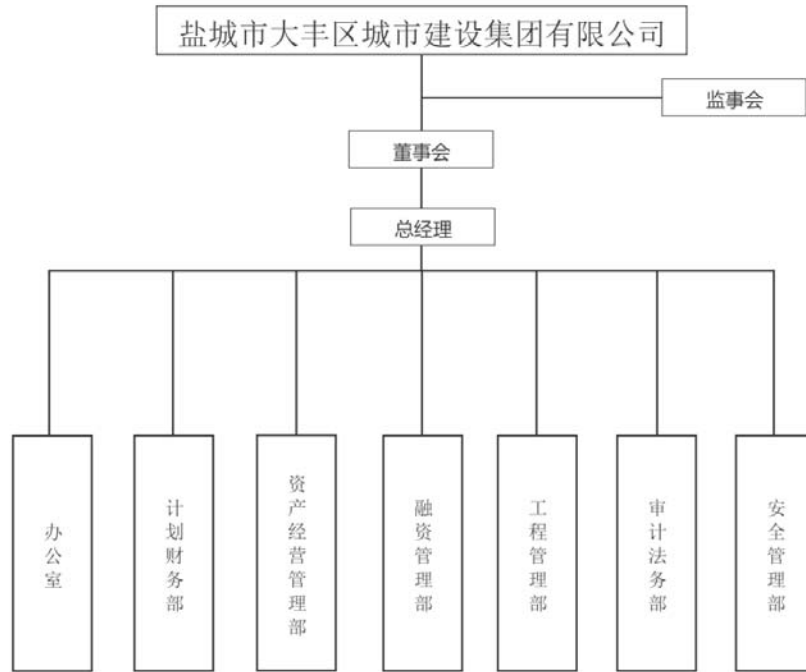 盐城市大丰区城市建设集团有限公司
监事会
董事会
总经理
办公室
计划财务部
资产经营管理部
融资管理部
工程管理部
审计法务部
安全管理部